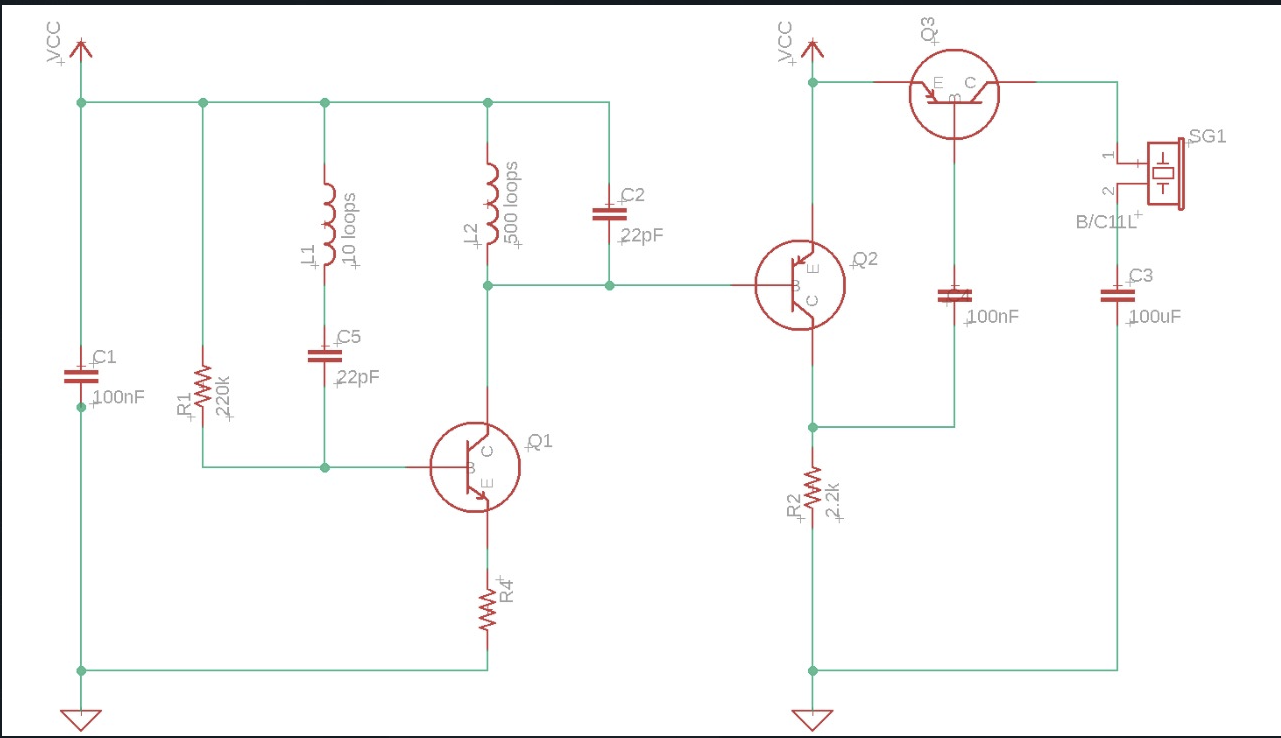 VCC
VCC
Q3
E
C
B
1
2
SG1
B/C11L
L1
10 loops
L2
500 loops
C2
22pF
Q2
E
B
C
C3
100uF
C4
100nF
C1
100nF
R1
220k
C5
22pF
Q1
C
B
E
R2
2.2k
R4